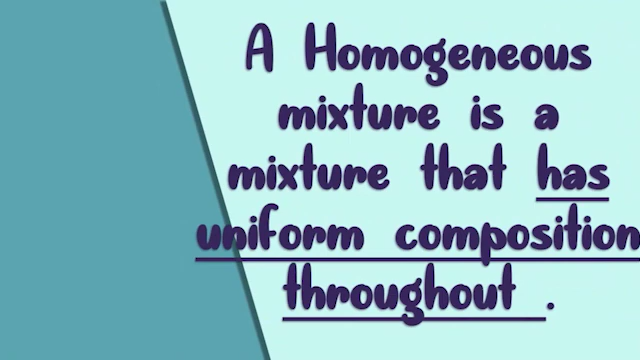 A Homogeneous
mixture is a
mixture that has
uniform composition
throughout .